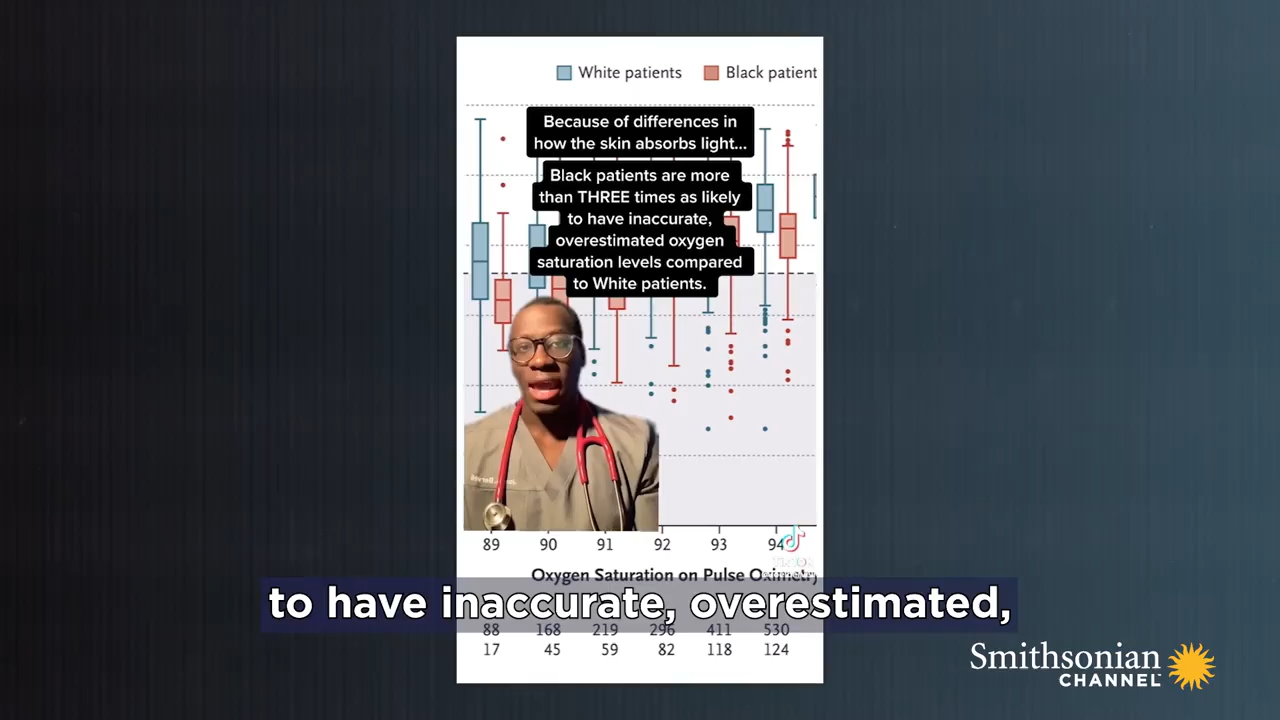 White patients
Black patient
Because of differences in
how the skin absorbs light...
Black patients are more
than THREE times as likely
to have inaccurate,
overestimated oxygen
saturation levels compared
to White patients.
89 90 91 92 93 94
Oxygen Saturation on Pulse Oximetry
to have inaccurate, overestimated,
88 168 219 296 411 530
17 45 59 82 118 124
Smithsonian
CHANNEL